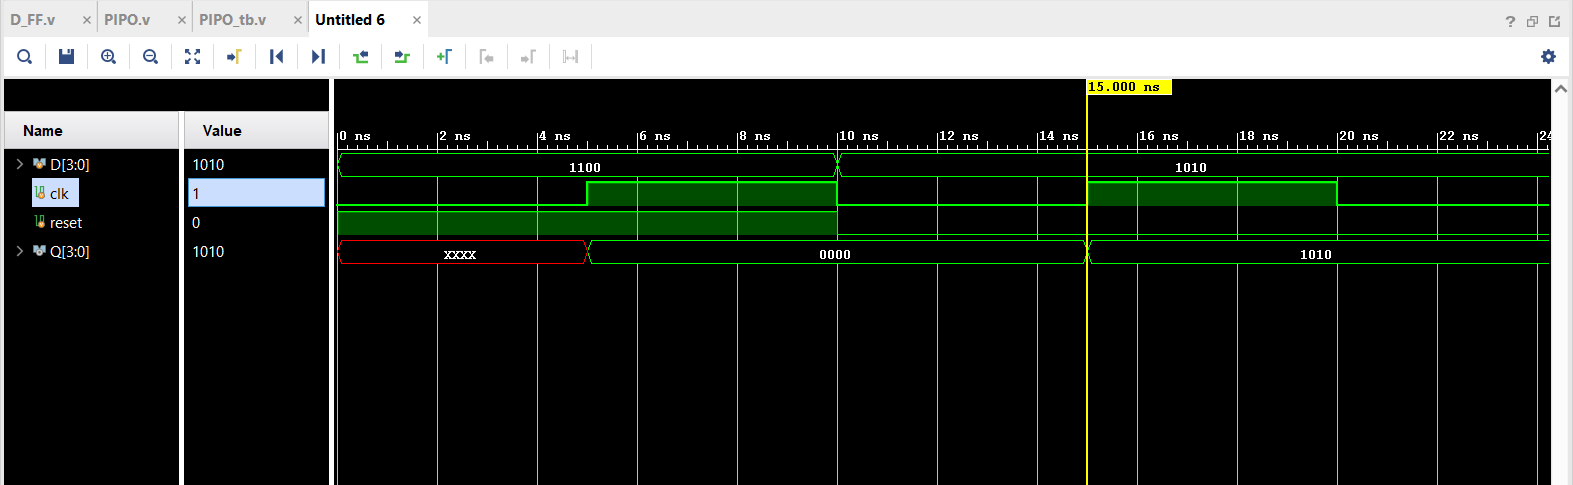 D_FF.v × PIPO.v × PIPO_tb.v × Untitled 6 ×
?
15.000 ns
Name Value
0 ns 2 ns 4 ns 6 ns 8 ns 10 ns 12 ns 14 ns 16 ns 18 ns 20 ns 22 ns 24
D[3:0] 1010 1100 1010
clk 1
reset 0
Q[3:0] 1010 XXXX 0000 1010